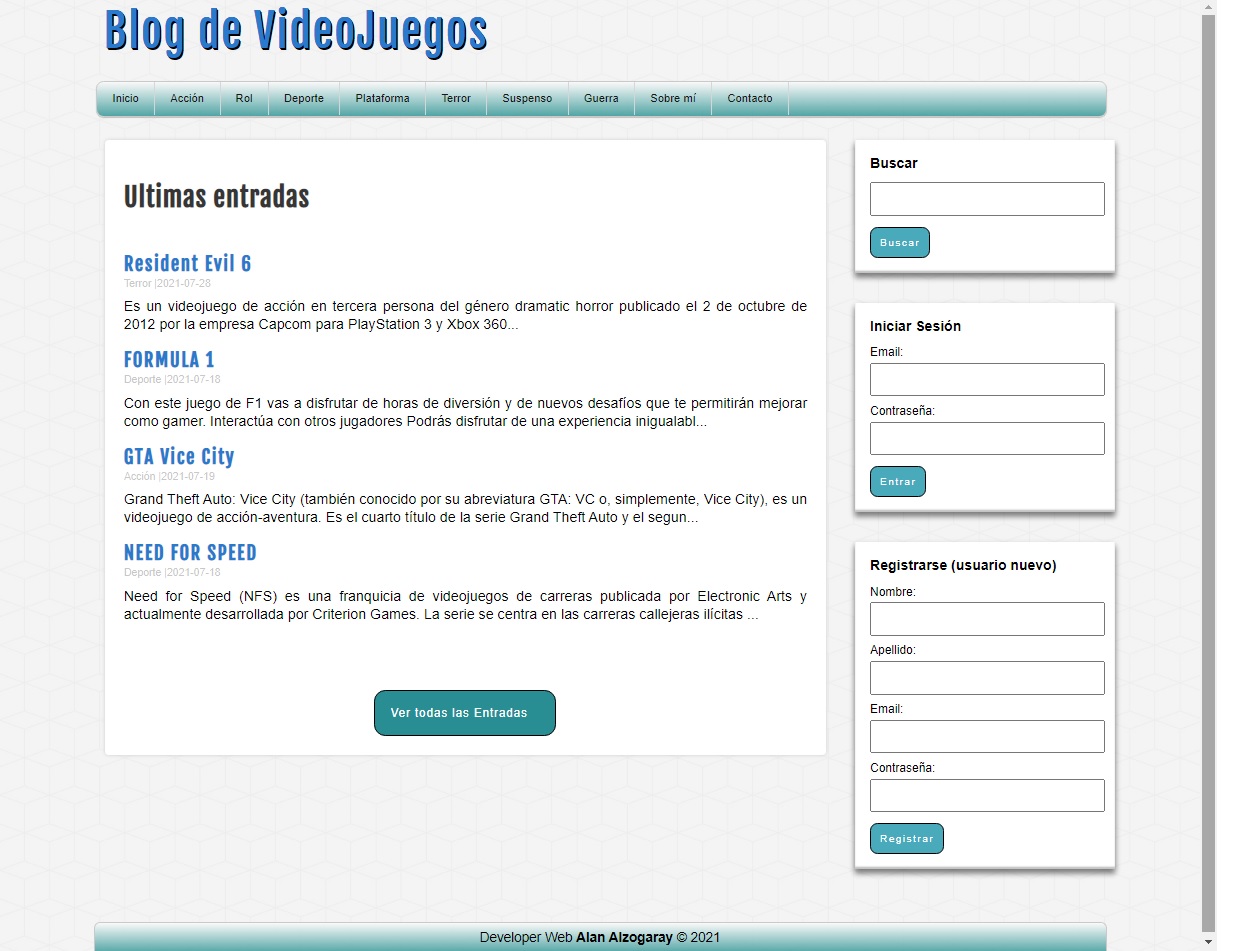 Blog de VideoJuegos
Inicio Acción Rol Deporte Plataforma Terror Suspenso Guerra Sobre mí Contacto
Ultimas entradas
Resident Evil 6
Terror |2021-07-28
Es un videojuego de acción en tercera persona del género dramatic horror publicado el 2 de octubre de
2012 por la empresa Capcom para PlayStation 3 y Xbox 360...
FORMULA 1
Deporte |2021-07-18
Con este juego de F1 vas a disfrutar de horas de diversión y de nuevos desafíos que te permitirán mejorar
como gamer. Interactúa con otros jugadores Podrás disfrutar de una experiencia inigualabl...
GTA Vice City
Acción |2021-07-19
Grand Theft Auto: Vice City (también conocido por su abreviatura GTA: VC o, simplemente, Vice City), es un
videojuego de acción-aventura. Es el cuarto título de la serie Grand Theft Auto y el segun...
NEED FOR SPEED
Deporte |2021-07-18
Need for Speed (NFS) es una franquicia de videojuegos de carreras publicada por Electronic Arts y
actualmente desarrollada por Criterion Games. La serie se centra en las carreras callejeras ilícitas ...
Ver todas las Entradas
Buscar
Buscar
Iniciar Sesión
Email:
Contraseña:
Entrar
Registrarse (usuario nuevo)
Nombre:
Apellido:
Email:
Contraseña:
Registrar
Developer Web Alan Alzogaray © 2021